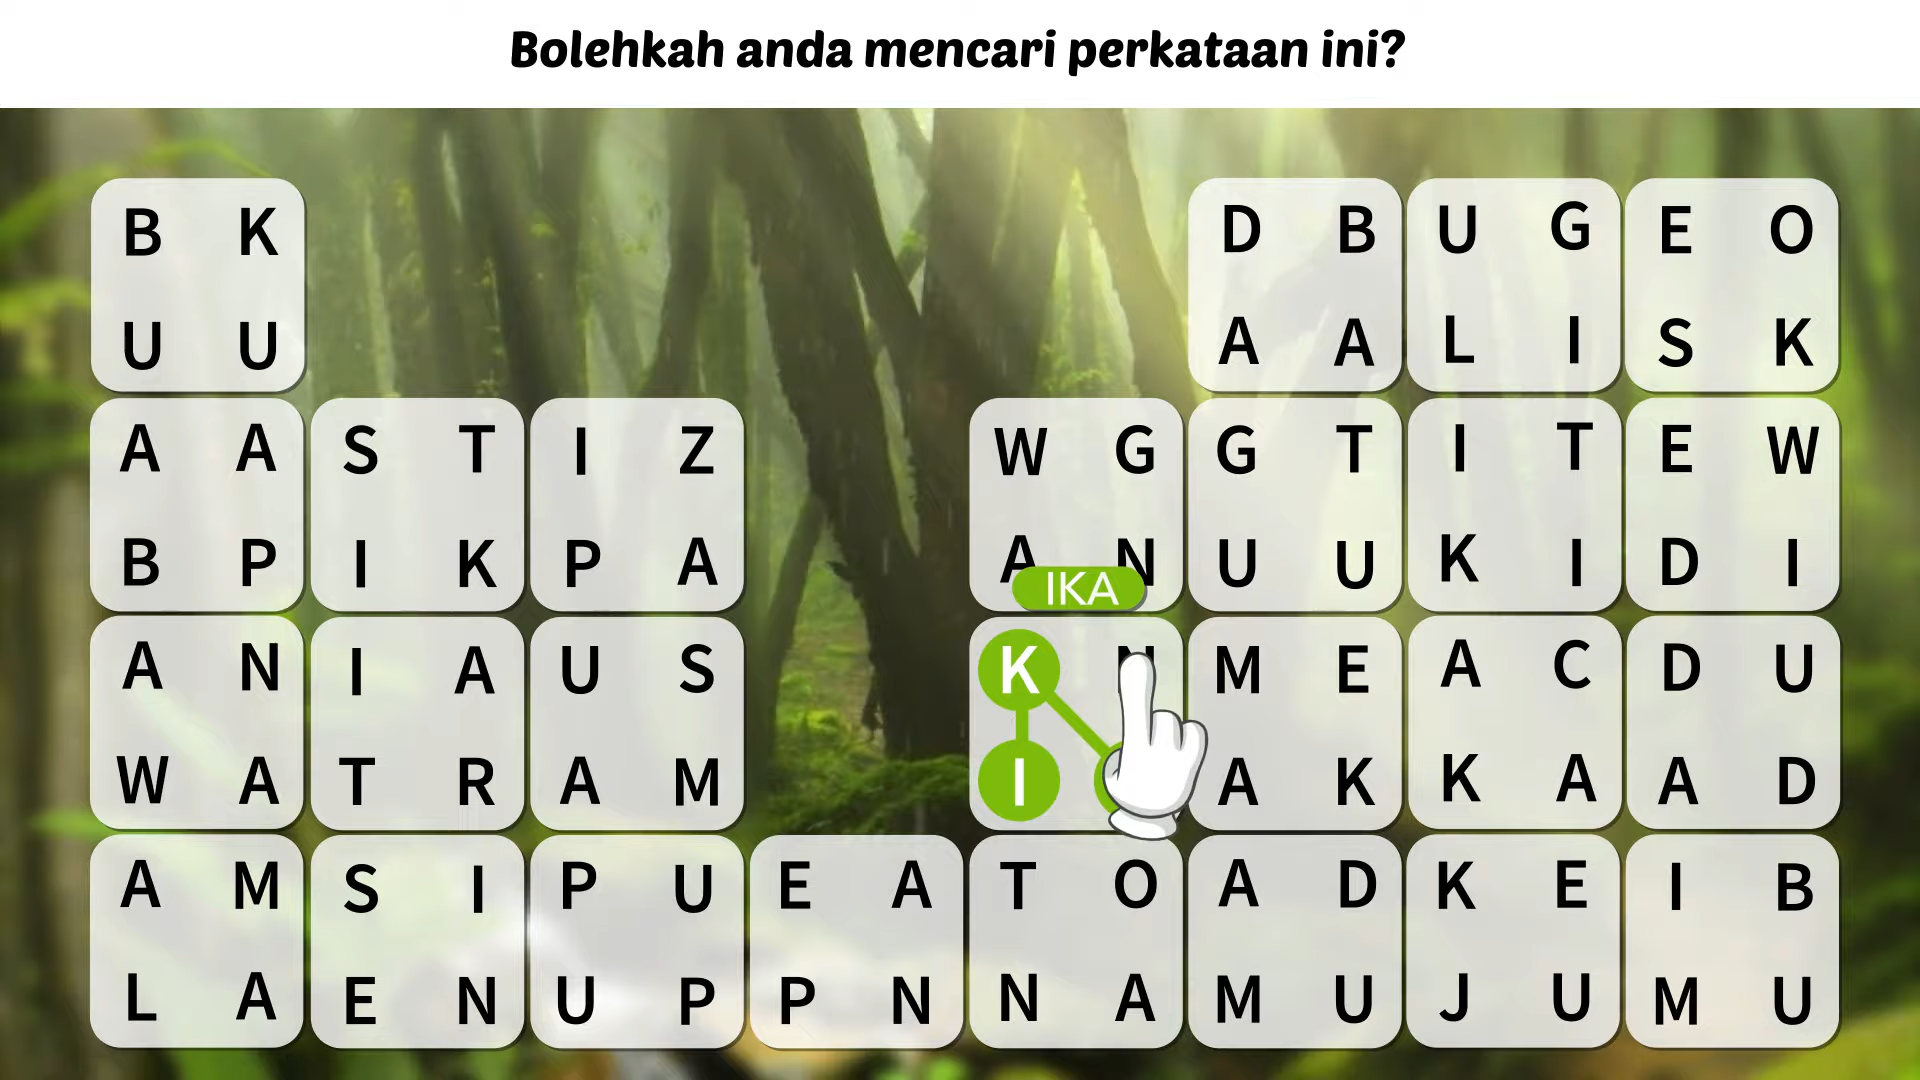 Bolehkah anda mencari perkataan ini?
B K D B U G E O
U U A A L I S K
A A S T I Z W G G T I T E W
B P I K P A A N U U K I D I
IKA
A N I A U S K N M E A C D U
W A T R A M I A K K A A D
A M S I P U E A T O A D K E I B
L A E N U P P N N A M U J U M U